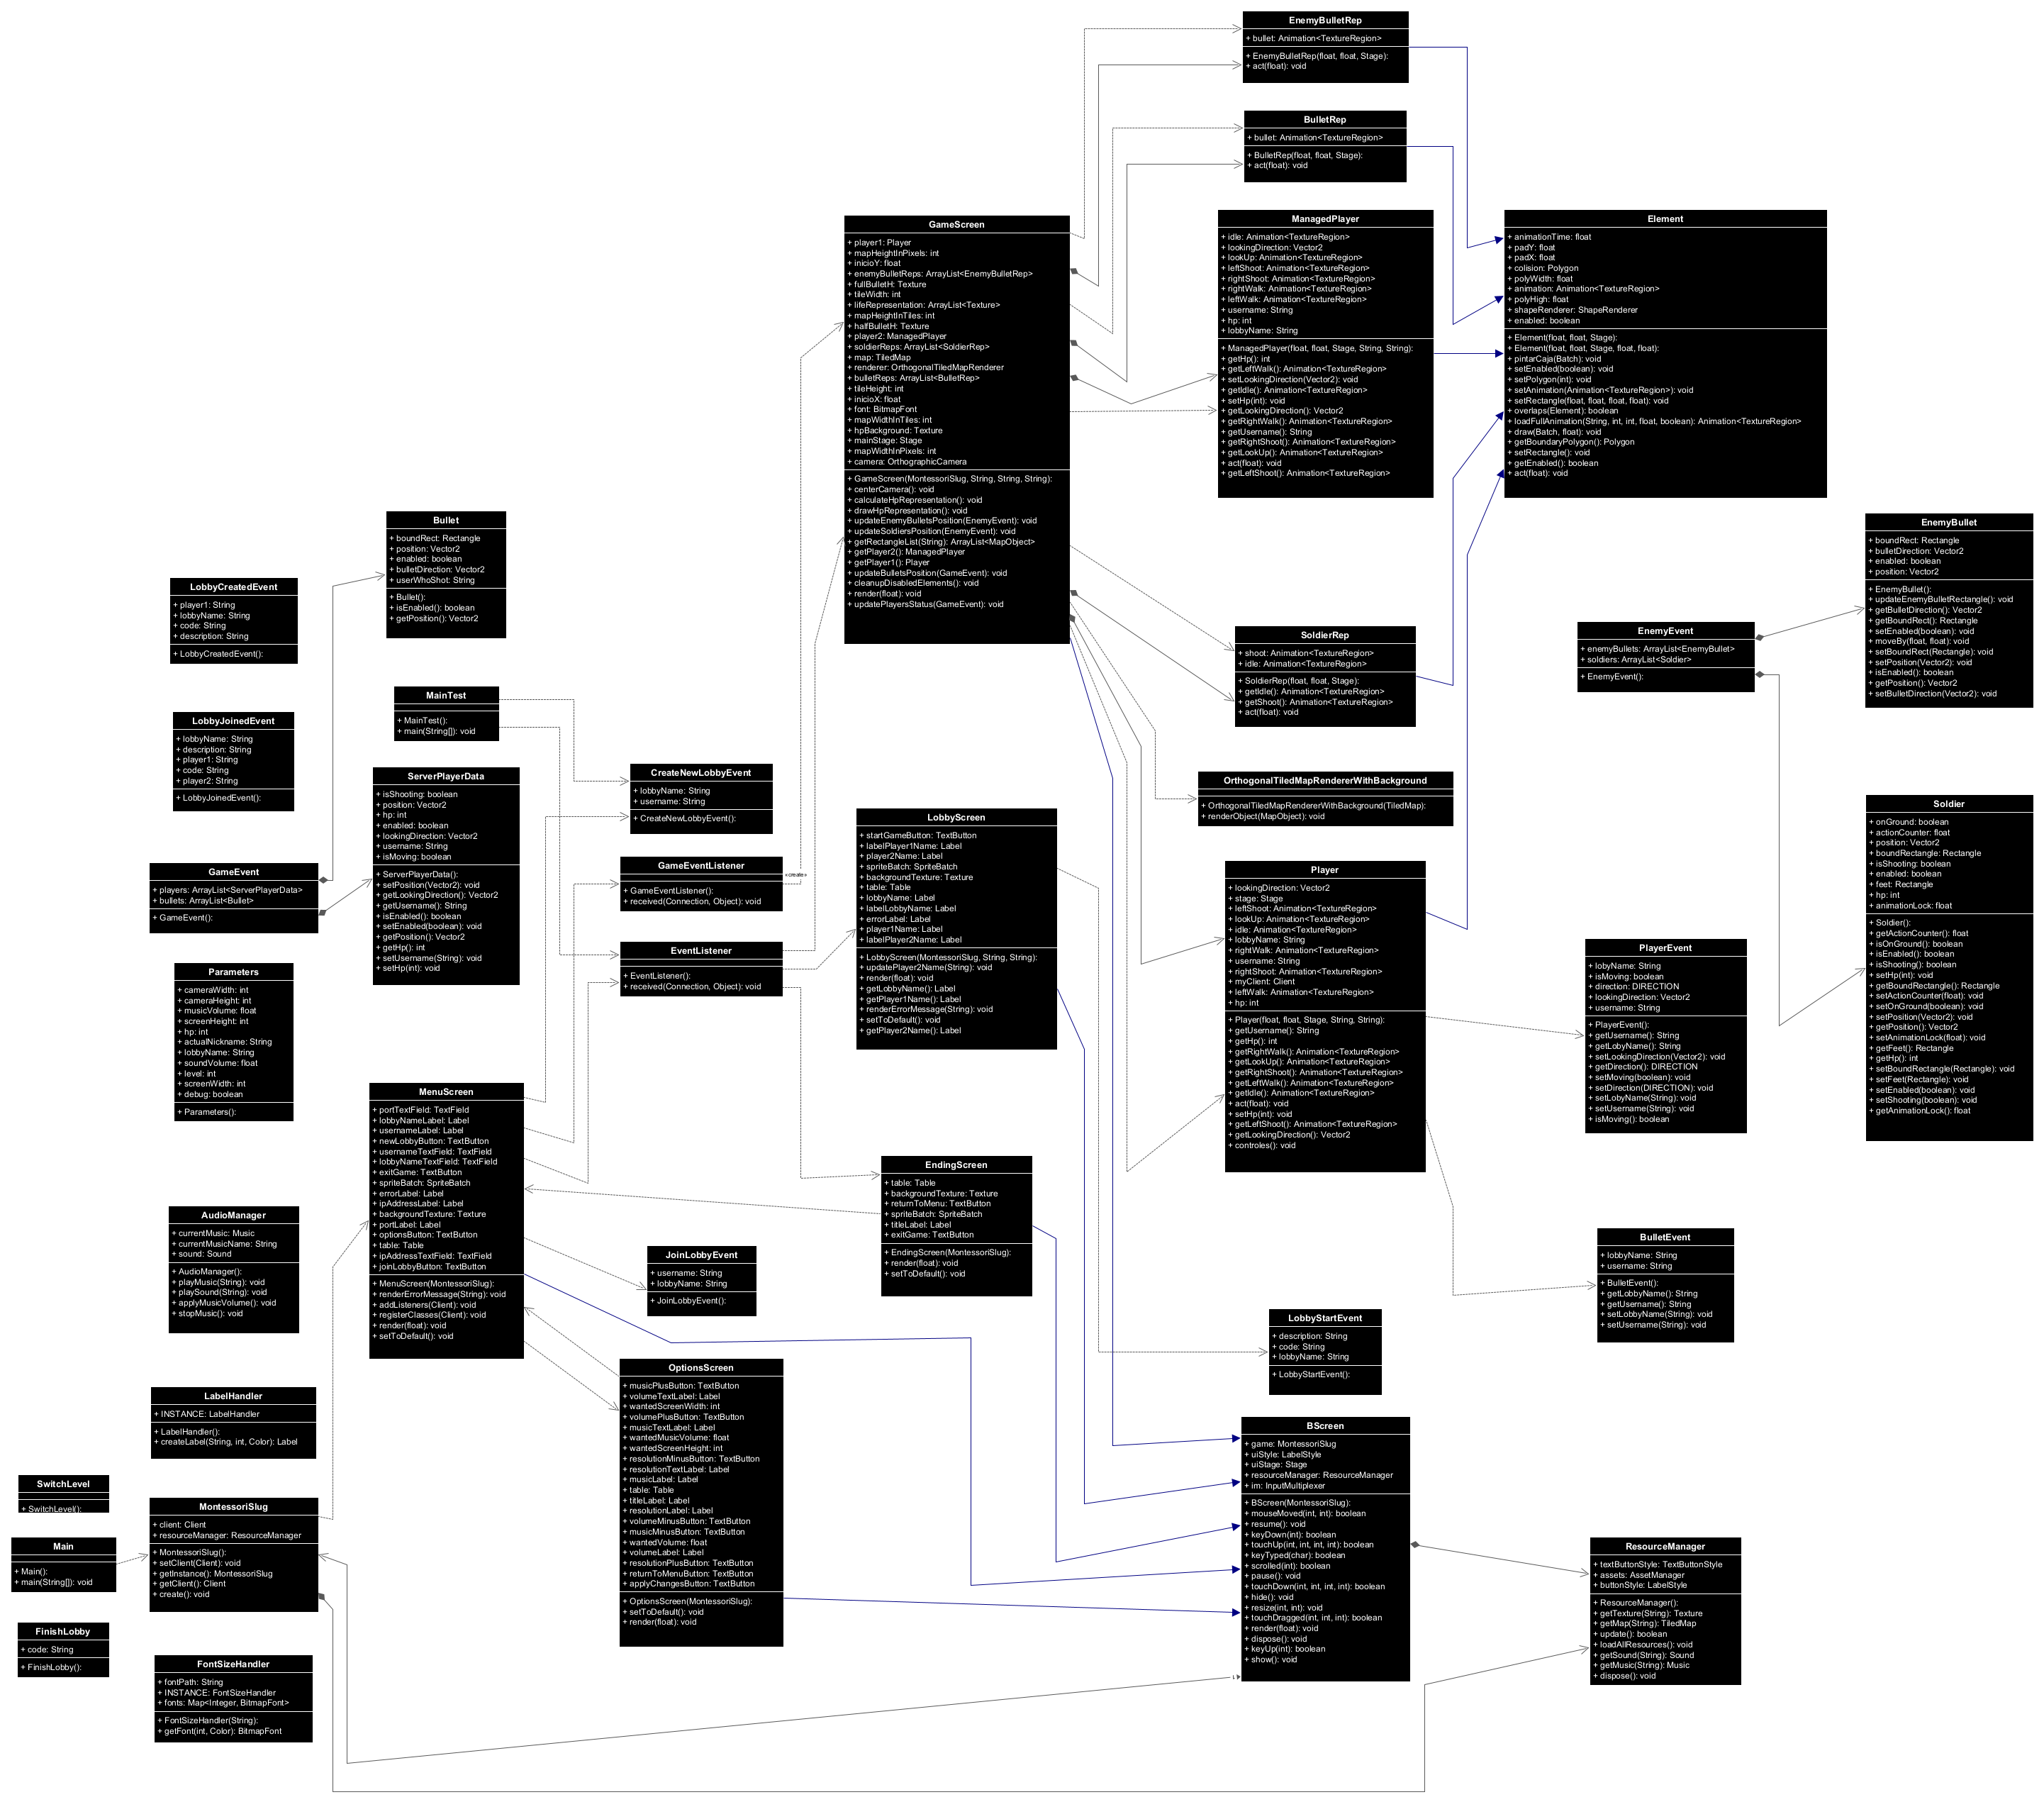 EnemyBulletRep
+ bullet: Animation<TextureRegion>
+ EnemyBulletRep(float, float, Stage):
+ act(float): void
BulletRep
+ bullet: Animation<TextureRegion>
+ BulletRep(float, float, Stage):
+ act(float): void
GameScreen
+ player1: Player
+ mapHeightInPixels: int
+ inicioY: float
+ enemyBulletReps: ArrayList<EnemyBulletRep>
+ fullBulletH: Texture
+ tileWidth: int
+ lifeRepresentation: ArrayList<Texture>
+ mapHeightInTiles: int
+ halfBulletH: Texture
+ player2: ManagedPlayer
+ soldierReps: ArrayList<SoldierRep>
+ map: TiledMap
+ renderer: OrthogonalTiledMapRenderer
+ bulletReps: ArrayList<BulletRep>
+ tileHeight: int
+ inicioX: float
+ font: BitmapFont
+ mapWidthInTiles: int
+ hpBackground: Texture
+ mainStage: Stage
+ mapWidthInPixels: int
+ camera: OrthographicCamera
+ GameScreen(MontessoriSlug, String, String, String):
+ centerCamera(): void
+ calculateHpRepresentation(): void
+ drawHpRepresentation(): void
+ updateEnemyBulletsPosition(EnemyEvent): void
+ updateSoldiersPosition(EnemyEvent): void
+ getRectangleList(String): ArrayList<MapObject>
+ getPlayer2(): ManagedPlayer
+ getPlayer1(): Player
+ updateBulletsPosition(GameEvent): void
+ cleanupDisabledElements(): void
+ render(float): void
+ updatePlayersStatus(GameEvent): void
ManagedPlayer
+ idle: Animation<TextureRegion>
+ lookingDirection: Vector2
+ lookUp: Animation<TextureRegion>
+ leftShoot: Animation<TextureRegion>
+ rightShoot: Animation<TextureRegion>
+ rightWalk: Animation<TextureRegion>
+ leftWalk: Animation<TextureRegion>
+ username: String
+ hp: int
+ lobbyName: String
+ ManagedPlayer(float, float, Stage, String, String):
+ getHp(): int
+ getLeftWalk(): Animation<TextureRegion>
+ setLookingDirection(Vector2): void
+ getIdle(): Animation<TextureRegion>
+ setHp(int): void
+ getLookingDirection(): Vector2
+ getRightWalk(): Animation<TextureRegion>
+ getUsername(): String
+ getRightShoot(): Animation<TextureRegion>
+ getLookUp(): Animation<TextureRegion>
+ act(float): void
+ getLeftShoot(): Animation<TextureRegion>
Element
+ animationTime: float
+ padY: float
+ padX: float
+ colision: Polygon
+ polyWidth: float
+ animation: Animation<TextureRegion>
+ polyHigh: float
+ shapeRenderer: ShapeRenderer
+ enabled: boolean
+ Element(float, float, Stage):
+ Element(float, float, Stage, float, float):
+ pintarCaja(Batch): void
+ setEnabled(boolean): void
+ setPolygon(int): void
+ setAnimation(Animation<TextureRegion>): void
+ setRectangle(float, float, float, float): void
+ overlaps(Element): boolean
+ loadFullAnimation(String, int, int, float, boolean): Animation<TextureRegion>
+ draw(Batch, float): void
+ getBoundaryPolygon(): Polygon
+ setRectangle(): void
+ getEnabled(): boolean
+ act(float): void
Bullet
+ boundRect: Rectangle
+ position: Vector2
+ enabled: boolean
+ bulletDirection: Vector2
+ userWhoShot: String
+ Bullet():
+ isEnabled(): boolean
+ getPosition(): Vector2
EnemyBullet
+ boundRect: Rectangle
+ bulletDirection: Vector2
+ enabled: boolean
+ position: Vector2
+ EnemyBullet():
+ updateEnemyBulletRectangle(): void
+ getBulletDirection(): Vector2
+ getBoundRect(): Rectangle
+ setEnabled(boolean): void
+ moveBy(float, float): void
+ setBoundRect(Rectangle): void
+ setPosition(Vector2): void
+ isEnabled(): boolean
+ getPosition(): Vector2
+ setBulletDirection(Vector2): void
LobbyCreatedEvent
+ player1: String
+ lobbyName: String
+ code: String
+ description: String
+ LobbyCreatedEvent():
EnemyEvent
+ enemyBullets: ArrayList<EnemyBullet>
+ soldiers: ArrayList<Soldier>
+ EnemyEvent():
SoldierRep
+ shoot: Animation<TextureRegion>
+ idle: Animation<TextureRegion>
+ SoldierRep(float, float, Stage):
+ getIdle(): Animation<TextureRegion>
+ getShoot(): Animation<TextureRegion>
+ act(float): void
MainTest
+ MainTest():
+ main(String[]): void
LobbyJoinedEvent
+ lobbyName: String
+ description: String
+ player1: String
+ code: String
+ player2: String
+ LobbyJoinedEvent():
ServerPlayerData
+ isShooting: boolean
+ position: Vector2
+ hp: int
+ enabled: boolean
+ lookingDirection: Vector2
+ username: String
+ isMoving: boolean
+ ServerPlayerData():
+ setPosition(Vector2): void
+ getLookingDirection(): Vector2
+ getUsername(): String
+ isEnabled(): boolean
+ setEnabled(boolean): void
+ getPosition(): Vector2
+ getHp(): int
+ setUsername(String): void
+ setHp(int): void
CreateNewLobbyEvent
+ lobbyName: String
+ username: String
+ CreateNewLobbyEvent():
OrthogonalTiledMapRendererWithBackground
+ OrthogonalTiledMapRendererWithBackground(TiledMap):
+ renderObject(MapObject): void
Soldier
+ onGround: boolean
+ actionCounter: float
+ position: Vector2
+ boundRectangle: Rectangle
+ isShooting: boolean
+ enabled: boolean
+ feet: Rectangle
+ hp: int
+ animationLock: float
+ Soldier():
+ getActionCounter(): float
+ isOnGround(): boolean
+ isEnabled(): boolean
+ isShooting(): boolean
+ setHp(int): void
+ getBoundRectangle(): Rectangle
+ setActionCounter(float): void
+ setOnGround(boolean): void
+ setPosition(Vector2): void
+ getPosition(): Vector2
+ setAnimationLock(float): void
+ getFeet(): Rectangle
+ getHp(): int
+ setBoundRectangle(Rectangle): void
+ setFeet(Rectangle): void
+ setEnabled(boolean): void
+ setShooting(boolean): void
+ getAnimationLock(): float
LobbyScreen
+ startGameButton: TextButton
+ labelPlayer1Name: Label
+ player2Name: Label
+ spriteBatch: SpriteBatch
+ backgroundTexture: Texture
+ table: Table
+ lobbyName: Label
+ labelLobbyName: Label
+ errorLabel: Label
+ player1Name: Label
+ labelPlayer2Name: Label
+ LobbyScreen(MontessoriSlug, String, String):
+ updatePlayer2Name(String): void
+ render(float): void
+ getLobbyName(): Label
+ getPlayer1Name(): Label
+ renderErrorMessage(String): void
+ setToDefault(): void
+ getPlayer2Name(): Label
GameEventListener
+ GameEventListener():
+ received(Connection, Object): void
«create»
GameEvent
+ players: ArrayList<ServerPlayerData>
+ bullets: ArrayList<Bullet>
+ GameEvent():
Player
+ lookingDirection: Vector2
+ stage: Stage
+ leftShoot: Animation<TextureRegion>
+ lookUp: Animation<TextureRegion>
+ idle: Animation<TextureRegion>
+ lobbyName: String
+ rightWalk: Animation<TextureRegion>
+ username: String
+ rightShoot: Animation<TextureRegion>
+ myClient: Client
+ leftWalk: Animation<TextureRegion>
+ hp: int
+ Player(float, float, Stage, String, String):
+ getUsername(): String
+ getHp(): int
+ getRightWalk(): Animation<TextureRegion>
+ getLookUp(): Animation<TextureRegion>
+ getRightShoot(): Animation<TextureRegion>
+ getLeftWalk(): Animation<TextureRegion>
+ getIdle(): Animation<TextureRegion>
+ act(float): void
+ setHp(int): void
+ getLeftShoot(): Animation<TextureRegion>
+ getLookingDirection(): Vector2
+ controles(): void
EventListener
+ EventListener():
+ received(Connection, Object): void
PlayerEvent
+ lobyName: String
+ isMoving: boolean
+ direction: DIRECTION
+ lookingDirection: Vector2
+ username: String
+ PlayerEvent():
+ getUsername(): String
+ getLobyName(): String
+ setLookingDirection(Vector2): void
+ getDirection(): DIRECTION
+ setMoving(boolean): void
+ setDirection(DIRECTION): void
+ setLobyName(String): void
+ setUsername(String): void
+ isMoving(): boolean
Parameters
+ cameraWidth: int
+ cameraHeight: int
+ musicVolume: float
+ screenHeight: int
+ hp: int
+ actualNickname: String
+ lobbyName: String
+ soundVolume: float
+ level: int
+ screenWidth: int
+ debug: boolean
+ Parameters():
MenuScreen
+ portTextField: TextField
+ lobbyNameLabel: Label
+ usernameLabel: Label
+ newLobbyButton: TextButton
+ usernameTextField: TextField
+ lobbyNameTextField: TextField
+ exitGame: TextButton
+ spriteBatch: SpriteBatch
+ errorLabel: Label
+ ipAddressLabel: Label
+ backgroundTexture: Texture
+ portLabel: Label
+ optionsButton: TextButton
+ table: Table
+ ipAddressTextField: TextField
+ joinLobbyButton: TextButton
+ MenuScreen(MontessoriSlug):
+ renderErrorMessage(String): void
+ addListeners(Client): void
+ registerClasses(Client): void
+ render(float): void
+ setToDefault(): void
EndingScreen
+ table: Table
+ backgroundTexture: Texture
+ returnToMenu: TextButton
+ spriteBatch: SpriteBatch
+ titleLabel: Label
+ exitGame: TextButton
+ EndingScreen(MontessoriSlug):
+ render(float): void
+ setToDefault(): void
AudioManager
+ currentMusic: Music
+ currentMusicName: String
+ sound: Sound
+ AudioManager():
+ playMusic(String): void
+ playSound(String): void
+ applyMusicVolume(): void
+ stopMusic(): void
JoinLobbyEvent
+ username: String
+ lobbyName: String
+ JoinLobbyEvent():
BulletEvent
+ lobbyName: String
+ username: String
+ BulletEvent():
+ getLobbyName(): String
+ getUsername(): String
+ setLobbyName(String): void
+ setUsername(String): void
LobbyStartEvent
+ description: String
+ code: String
+ lobbyName: String
+ LobbyStartEvent():
OptionsScreen
+ musicPlusButton: TextButton
+ volumeTextLabel: Label
+ wantedScreenWidth: int
+ volumePlusButton: TextButton
+ musicTextLabel: Label
+ wantedMusicVolume: float
+ wantedScreenHeight: int
+ resolutionMinusButton: TextButton
+ resolutionTextLabel: Label
+ musicLabel: Label
+ table: Table
+ titleLabel: Label
+ resolutionLabel: Label
+ volumeMinusButton: TextButton
+ musicMinusButton: TextButton
+ wantedVolume: float
+ volumeLabel: Label
+ resolutionPlusButton: TextButton
+ returnToMenuButton: TextButton
+ applyChangesButton: TextButton
+ OptionsScreen(MontessoriSlug):
+ setToDefault(): void
+ render(float): void
LabelHandler
+ INSTANCE: LabelHandler
+ LabelHandler():
+ createLabel(String, int, Color): Label
BScreen
+ game: MontessoriSlug
+ uiStyle: LabelStyle
+ uiStage: Stage
+ resourceManager: ResourceManager
+ im: InputMultiplexer
+ BScreen(MontessoriSlug):
+ mouseMoved(int, int): boolean
+ resume(): void
+ keyDown(int): boolean
+ touchUp(int, int, int, int): boolean
+ keyTyped(char): boolean
+ scrolled(int): boolean
+ pause(): void
+ touchDown(int, int, int, int): boolean
+ hide(): void
+ resize(int, int): void
+ touchDragged(int, int, int): boolean
+ render(float): void
+ dispose(): void
+ keyUp(int): boolean
+ show(): void
SwitchLevel
+ SwitchLevel():
MontessoriSlug
+ client: Client
+ resourceManager: ResourceManager
+ MontessoriSlug():
+ setClient(Client): void
+ getInstance(): MontessoriSlug
+ getClient(): Client
+ create(): void
Main
+ Main():
+ main(String[]): void
ResourceManager
+ textButtonStyle: TextButtonStyle
+ assets: AssetManager
+ buttonStyle: LabelStyle
+ ResourceManager():
+ getTexture(String): Texture
+ getMap(String): TiledMap
+ update(): boolean
+ loadAllResources(): void
+ getSound(String): Sound
+ getMusic(String): Music
+ dispose(): void
FinishLobby
+ code: String
+ FinishLobby():
FontSizeHandler
+ fontPath: String
+ INSTANCE: FontSizeHandler
+ fonts: Map<Integer, BitmapFont>
+ FontSizeHandler(String):
+ getFont(int, Color): BitmapFont